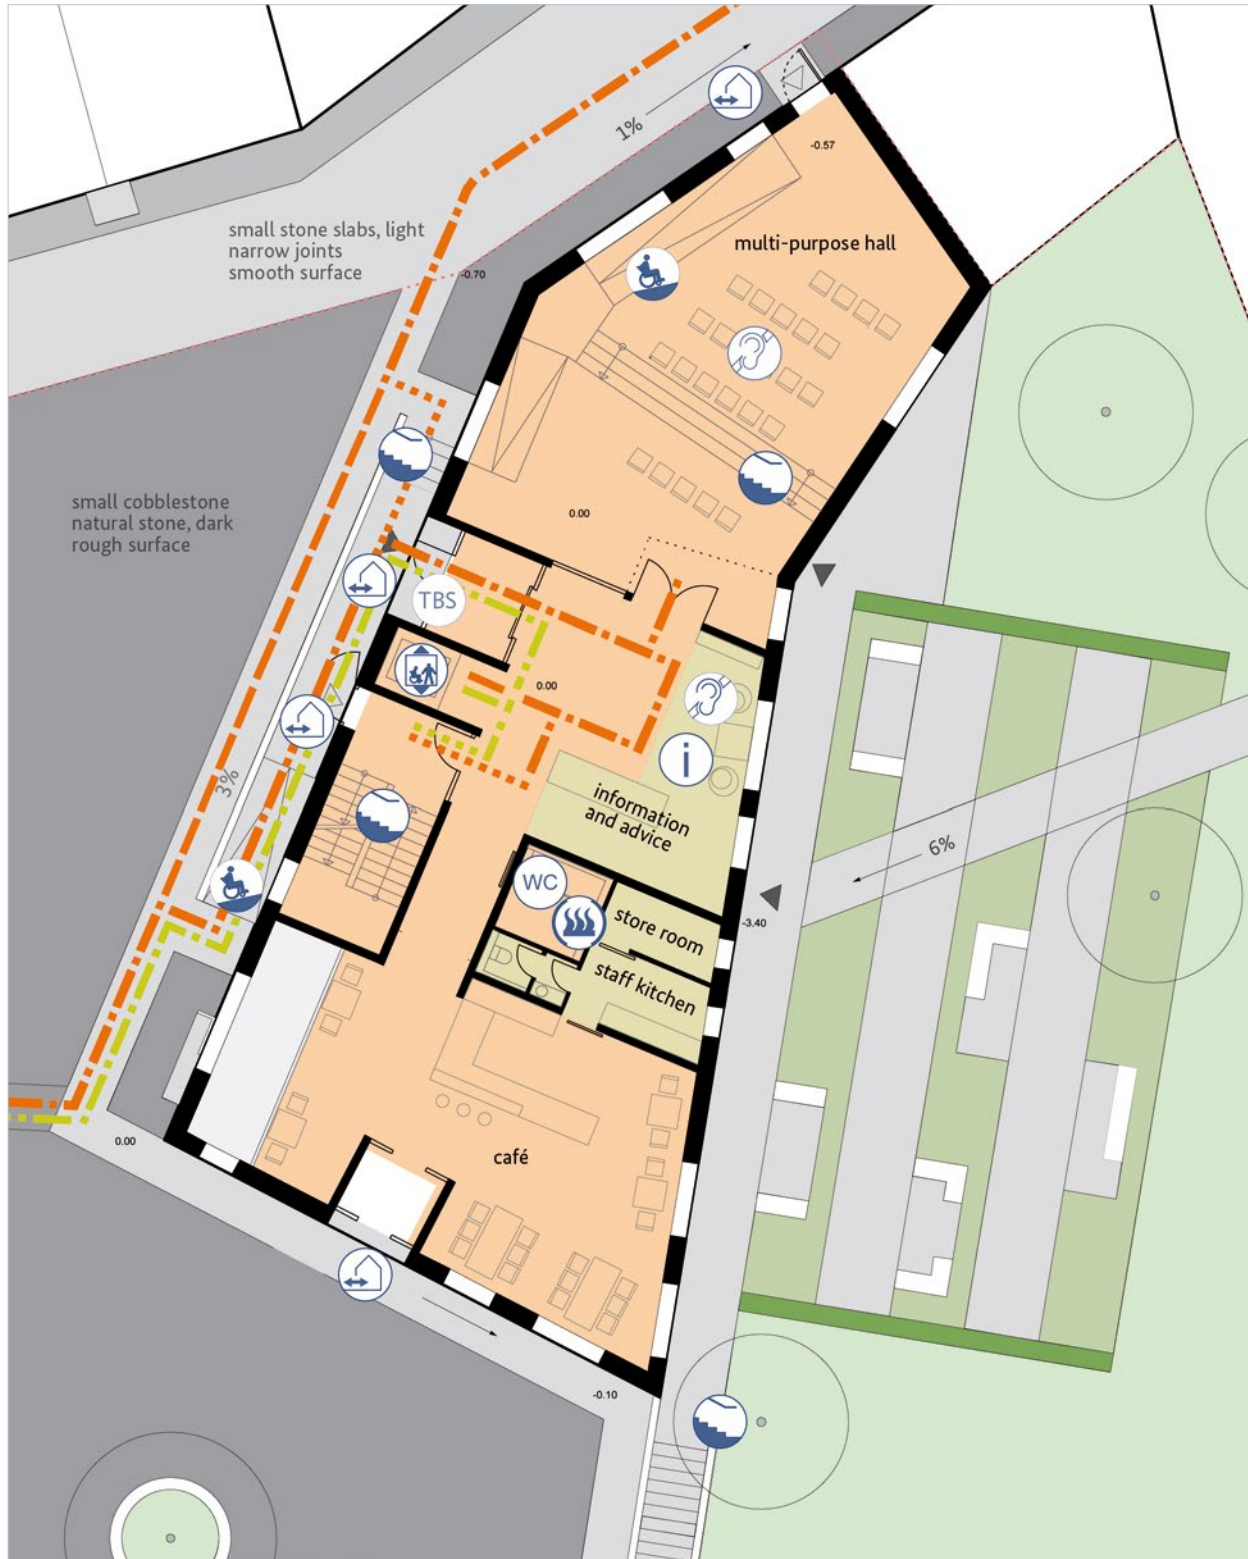 1%
-0.57
small stone slabs, light
narrow joints
smooth surface
multi-purpose hall
-0.70
small cobblestone
natural stone, dark
rough surface
0.00
TBS
0.00
i
3%
information
and advice
6%
WC
store room
-3.40
staff kitchen
café
0.00
-0.10